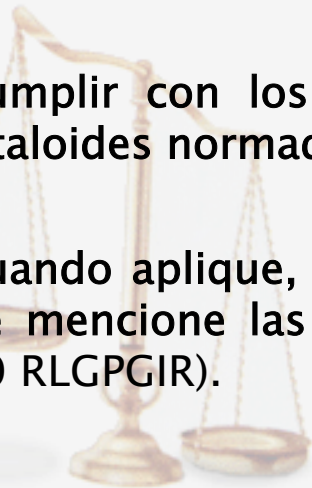 umplir con los
taloides normad
uando aplique,
e mencione las
O RLGPGIR).